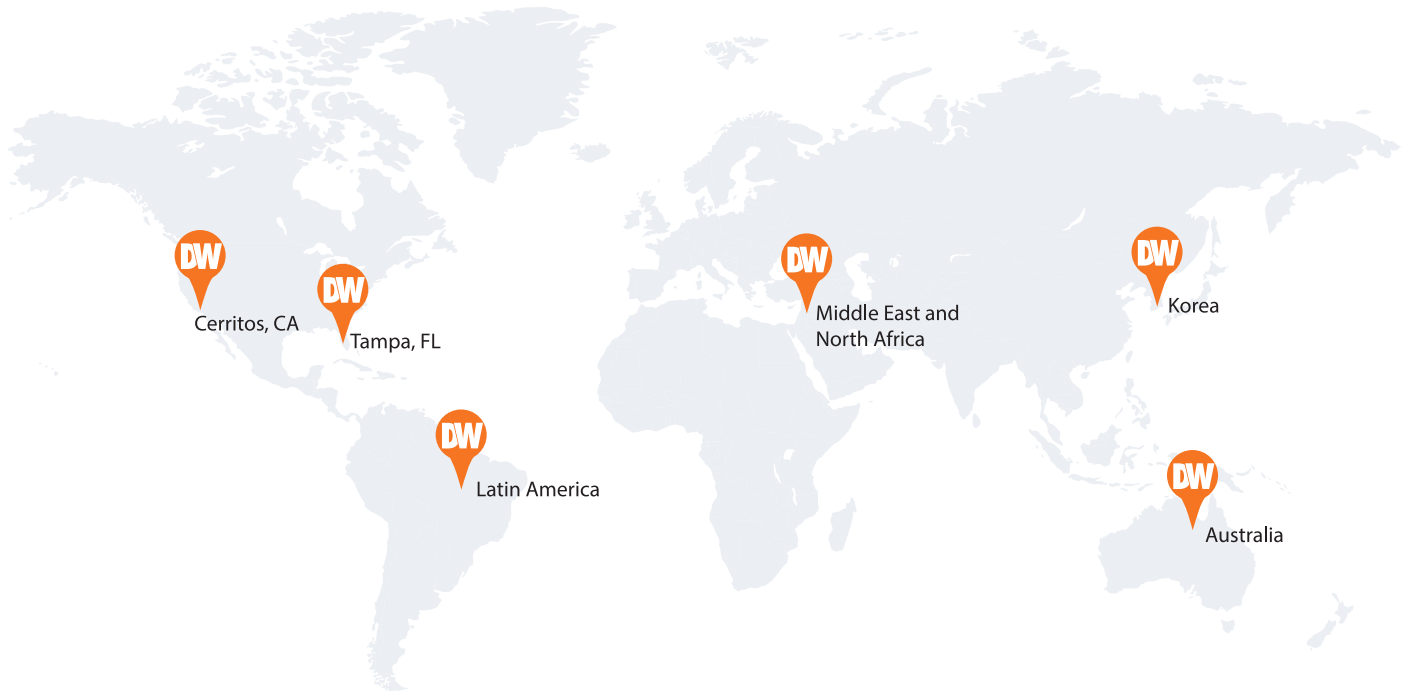 DW
Cerritos, CA
DW
Tampa, FL
DW
Latin America
DW
Middle East and
North Africa
DW
Korea
DW
Australia